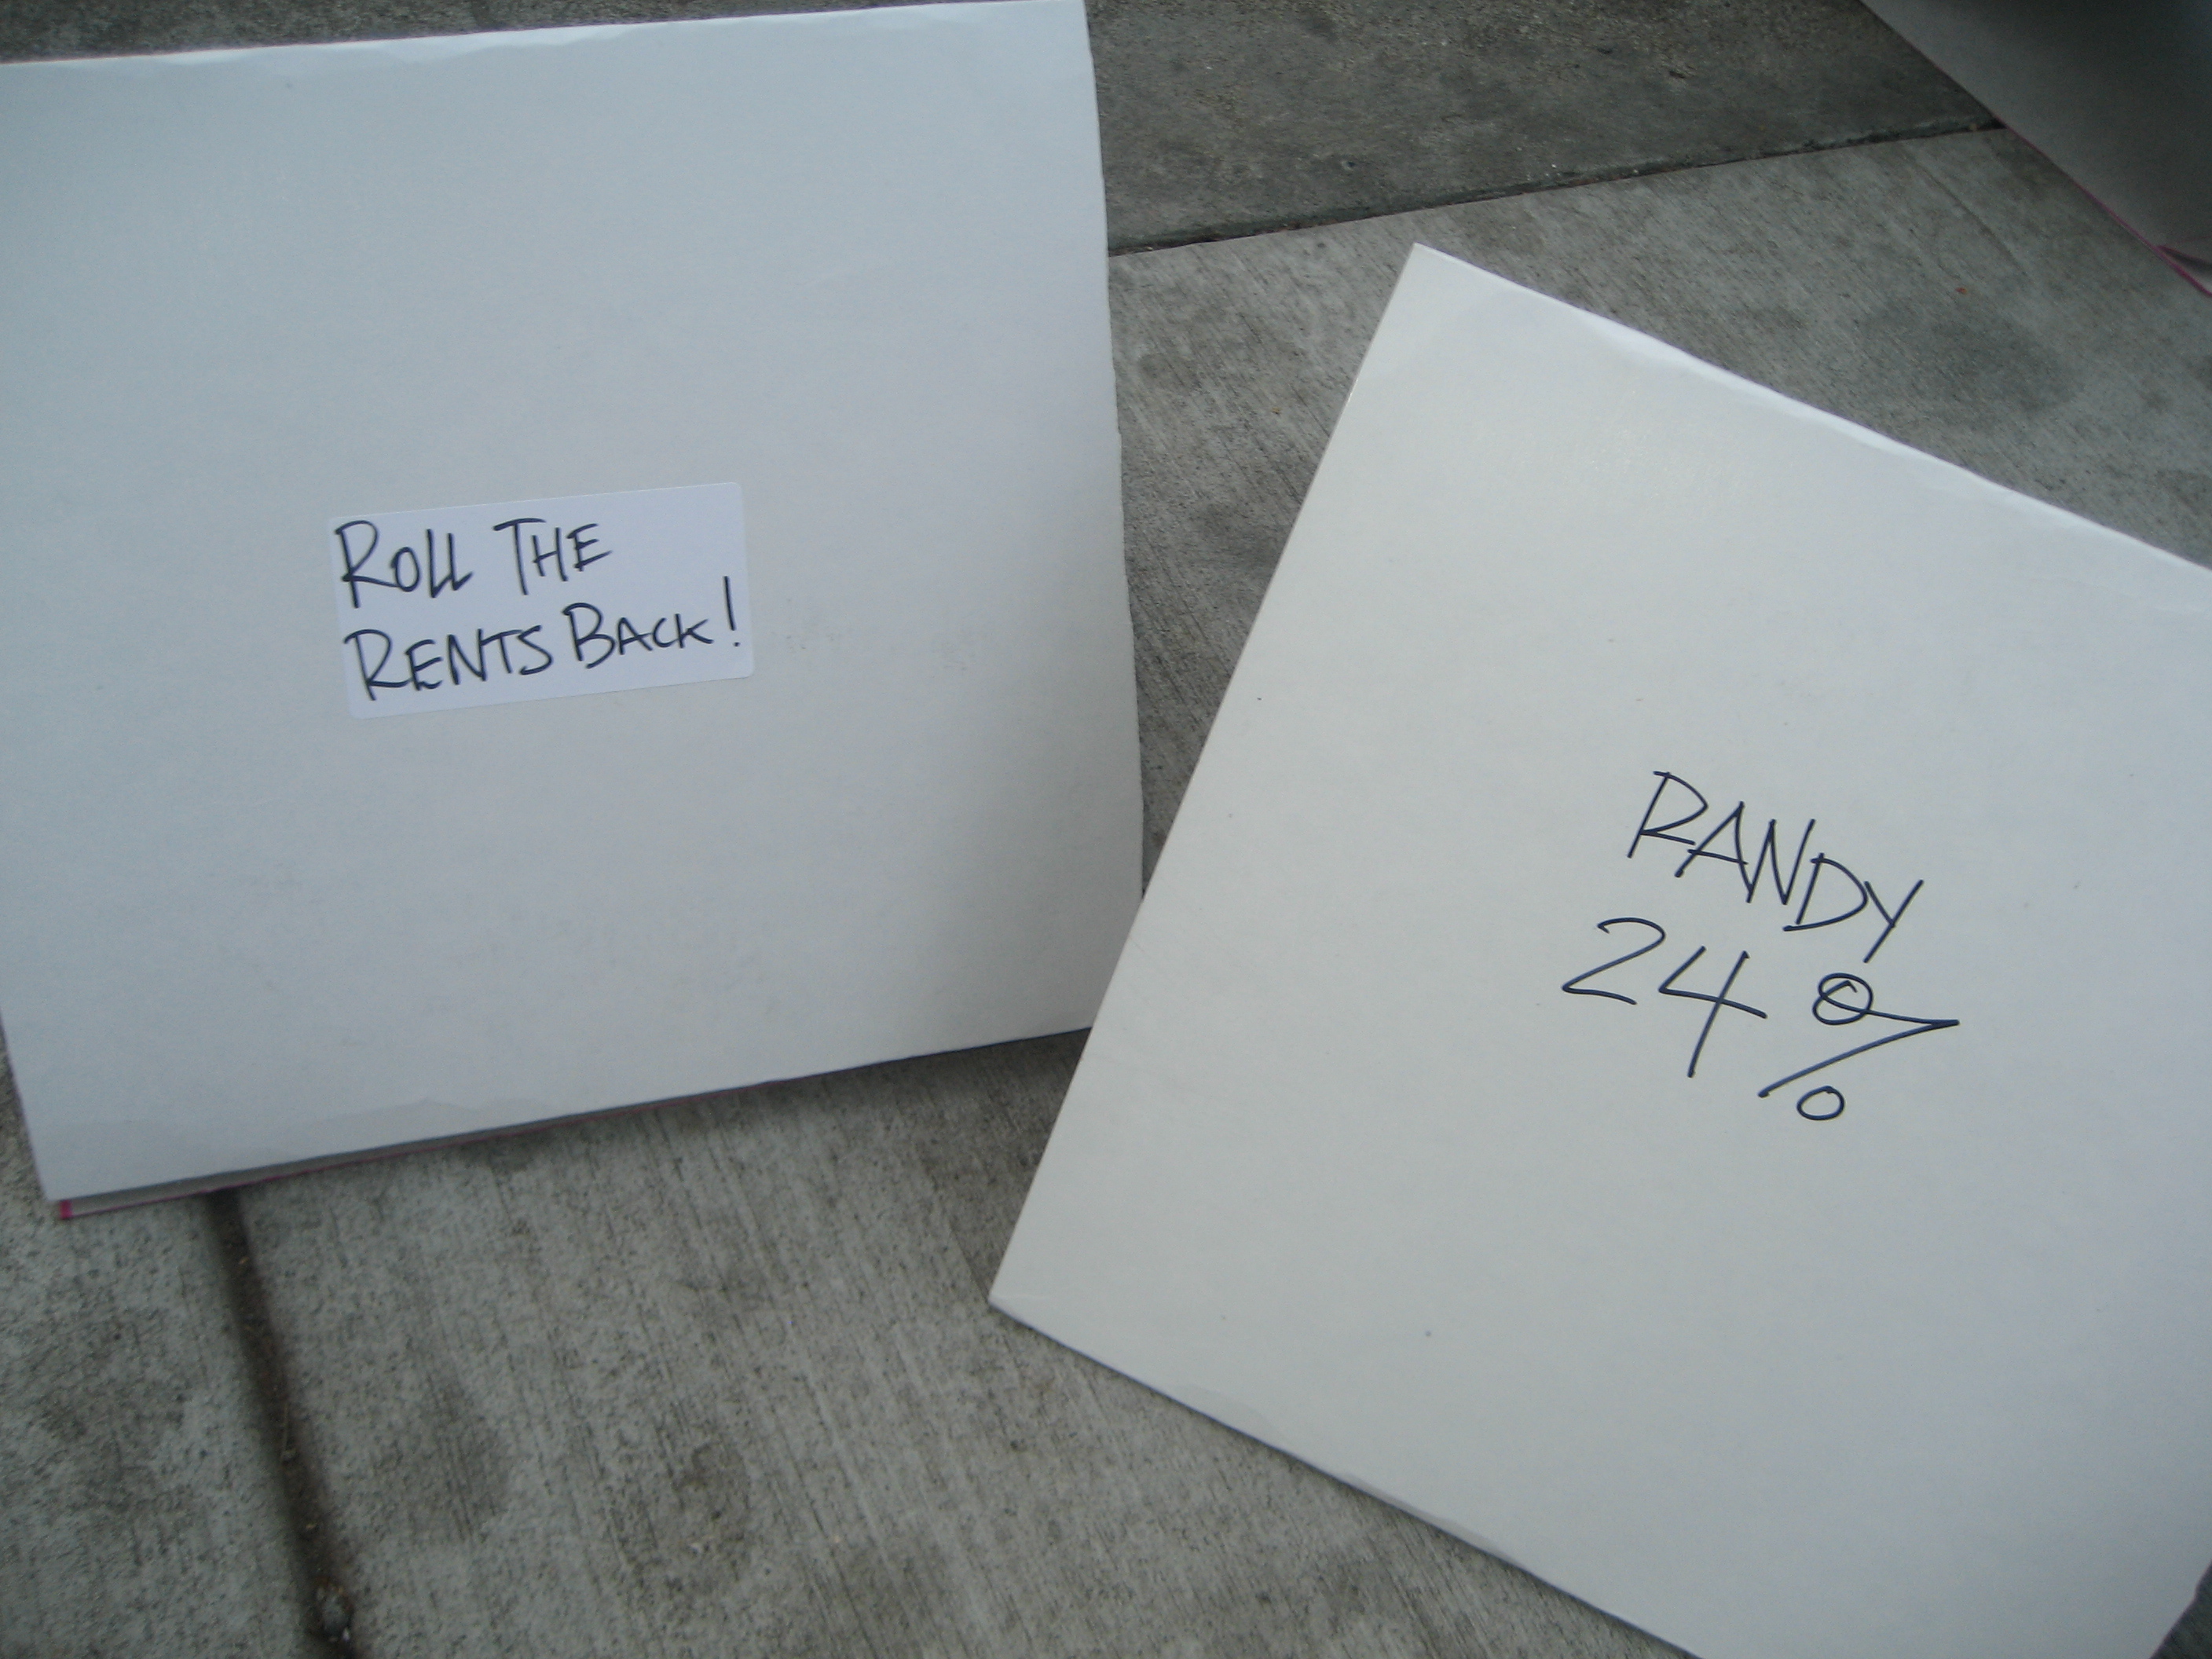 ROLL THE
RENTS BACK!
RANDY
24%